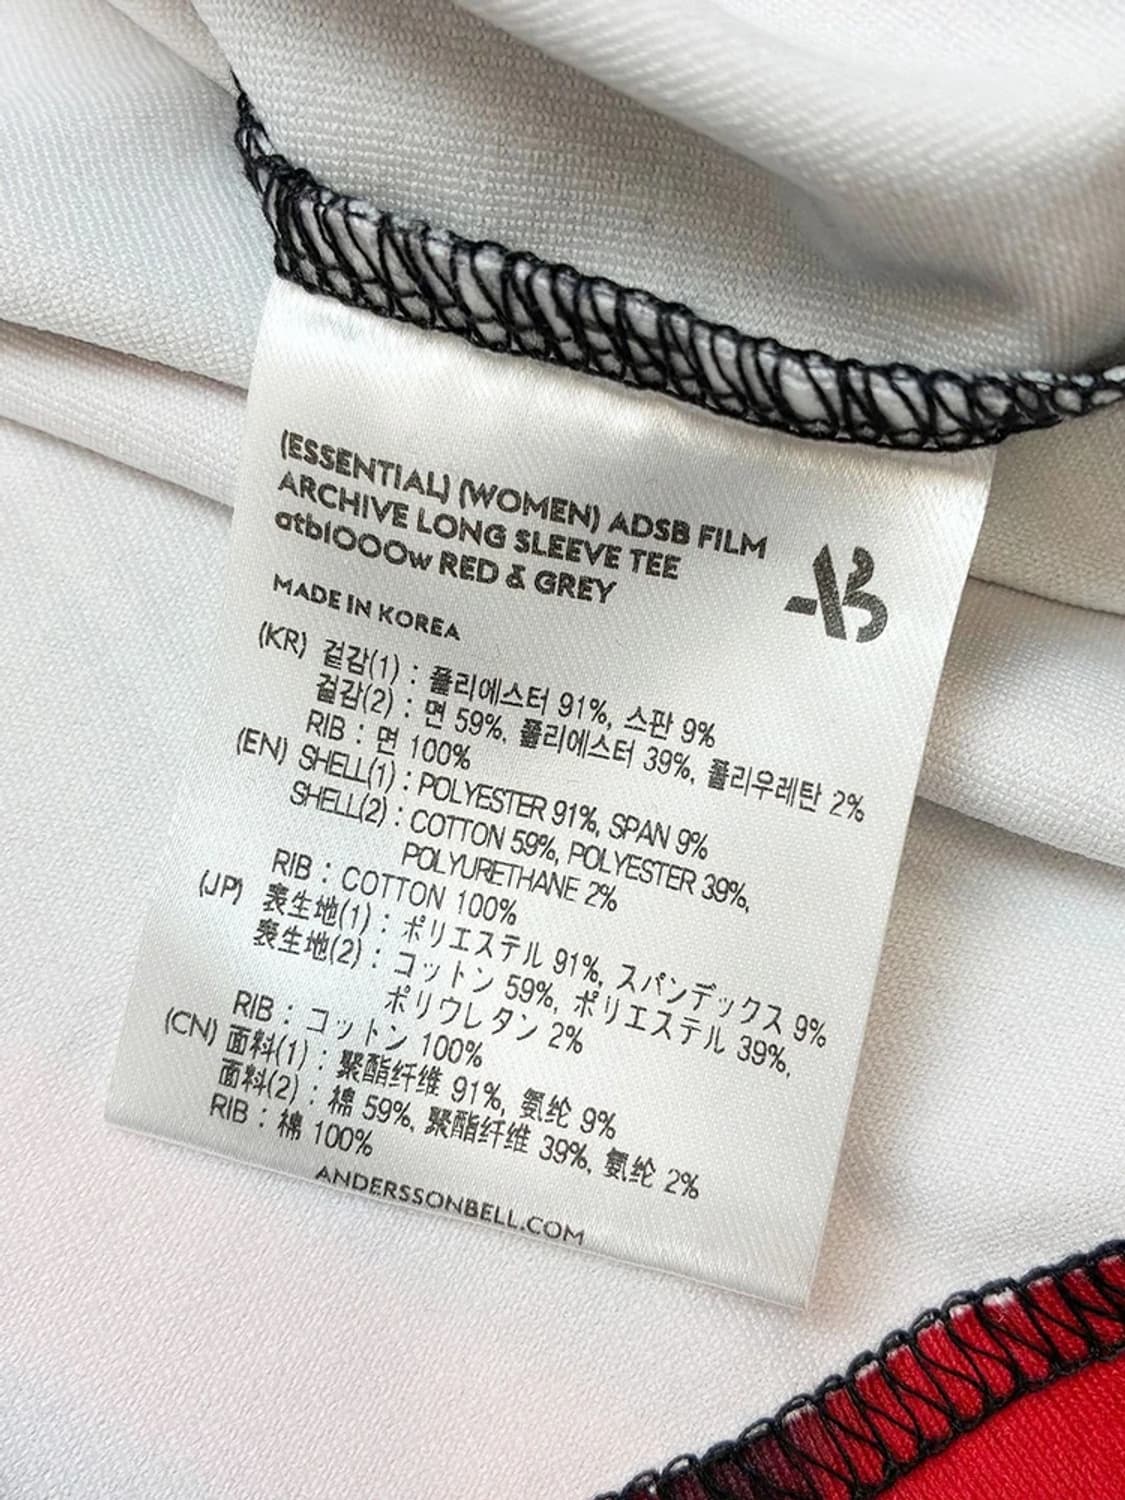 (ESSENTIAL) (WOMEN) ADSB FILM
ARCHIVE LONG SLEEVE TEE
atb1000w RED & GREY
AB
MADE IN KOREA
(KR) 겉감(1) : 폴리에스터 91%, 스판 9%
겉감(2) : 면 59%, 폴리에스터 39%, 폴리우레탄 2%
RIB : 면 100%
(EN) SHELL(1) : POLYESTER 91%, SPAN 9%
SHELL(2) : COTTON 59%, POLYESTER 39%,
POLYURETHANE 2%
RIB : COTTON 100%
(JP) 表生地(1) : ポリエステル 91%, スパンデックス 9%
表生地(2) : コットン 59%, ポリエステル 39%,
ポリウレタン 2%
RIB : コットン 100%
(CN) 面料(1) : 聚酯纤维 91%, 氨纶 9%
面料(2) : 棉 59%, 聚酯纤维 39%, 氨纶 2%
RIB : 棉 100%
ANDERSSONBELL.COM